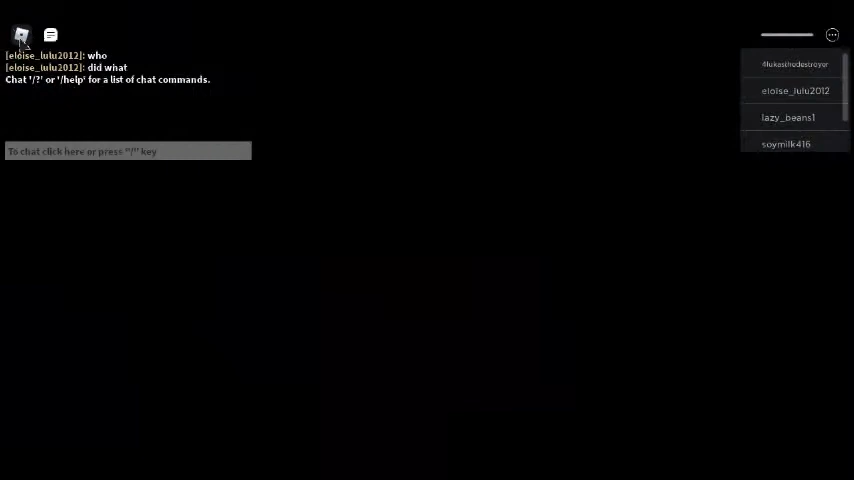 [eloise_lulu2012]: who
[eloise_lulu2012]: did what
Chat '/?' or '/help' for a list of chat commands.
To chat click here or press "/" key
4lukasthedestroyer
eloise_lulu2012
lazy_beans1
soymilk416